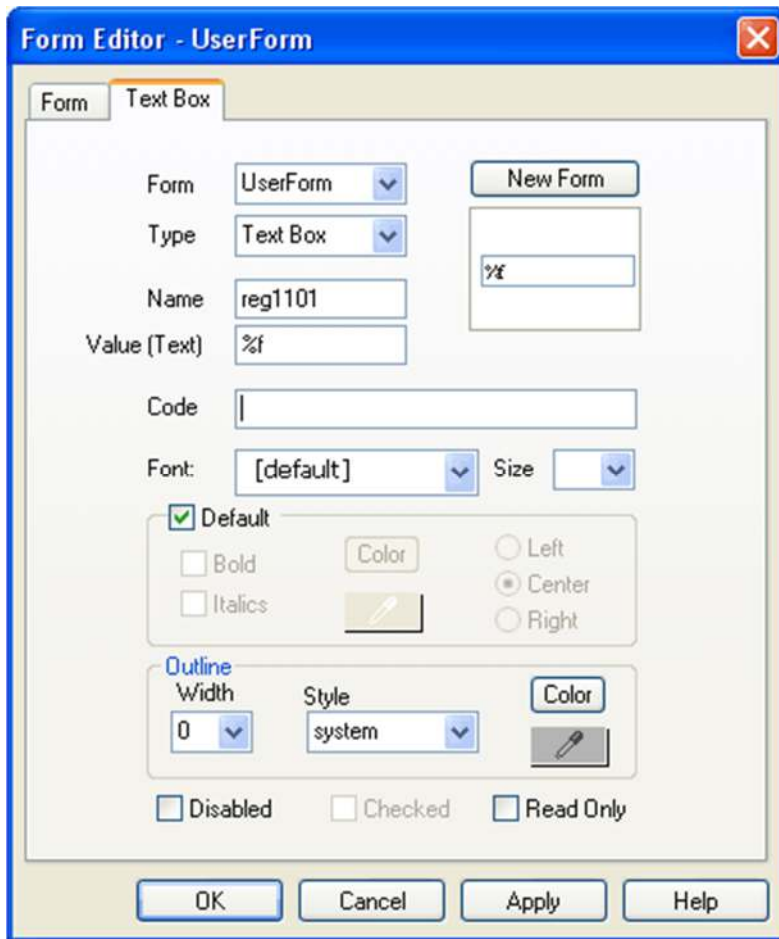 Form Editor - UserForm
Form Text Box
Form UserForm New Form
Type Text Box
%f
Name reg1101
Value (Text) %f
Code
Font: [default] Size
Default
Bold Color Left
Center
Italics Right
Outline
Width Style Color
0 system
Disabled Checked Read Only
OK Cancel Apply Help